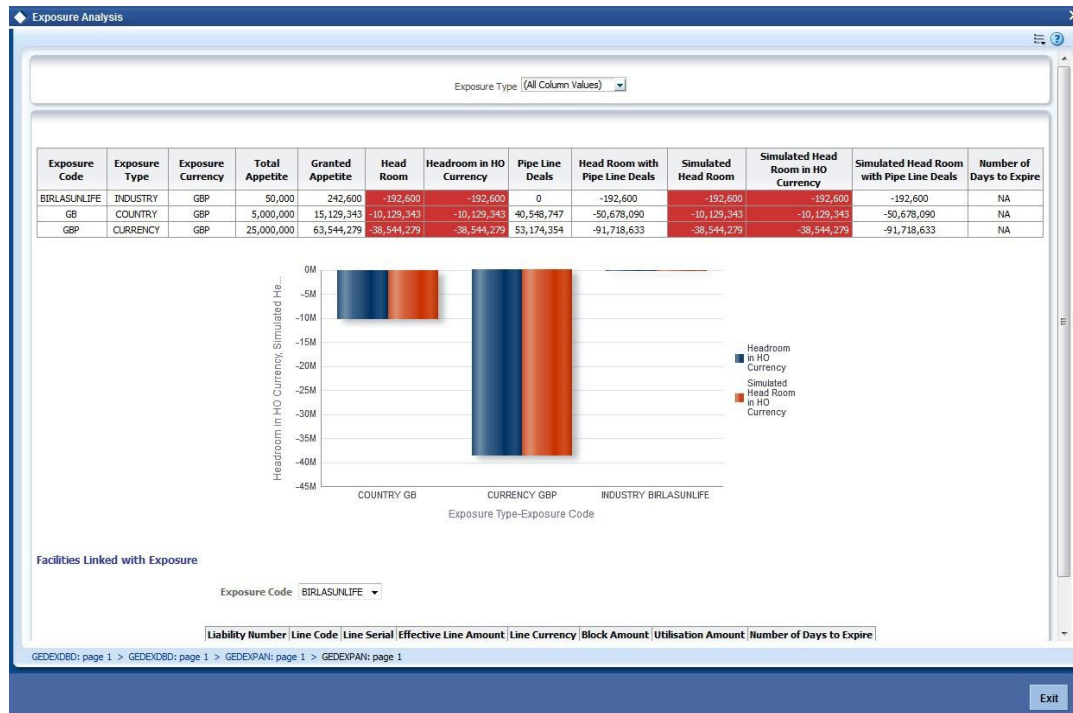 Exposure Analysis
Exposure Type (All Column Values)
Exposure Code Exposure Type Exposure Currency Total Appetite Granted Appetite Head Room Headroom in HO Currency Pipe Line Deals Head Room with Pipe Line Deals Simulated Head Room Simulated Head Room in HO Currency Simulated Head Room with Pipe Line Deals Number of Days to Expire
BIRLASUNLIFE INDUSTRY GBP 50,000 242,600 -192,600 -192,600 0 -192,600 -192,600 -192,600 -192,600 NA
GB COUNTRY GBP 5,000,000 15,129,343 -10,129,343 -10,129,343 40,548,747 -50,678,090 -10,129,343 -10,129,343 -50,678,090 NA
GBP CURRENCY GBP 25,000,000 63,544,279 -38,544,279 -38,544,279 53,174,354 -91,718,633 -38,544,279 -38,544,279 -91,718,633 NA
Headroom in HO Currency, Simulated He...
0M
-5M
-10M
-15M
-20M
-25M
-30M
-35M
-40M
-45M
COUNTRY GB CURRENCY GBP INDUSTRY BIRLASUNLIFE
Exposure Type-Exposure Code
Headroom
in HO
Currency
Simulated
Head Room
in HO
Currency
Facilities Linked with Exposure
Exposure Code BIRLASUNLIFE
Liability Number Line Code Line Serial Effective Line Amount Line Currency Block Amount Utilisation Amount Number of Days to Expire
GEDEXDBD: page 1 > GEDEXDBD: page 1 > GEDEXPAN: page 1 > GEDEXPAN: page 1
Exit